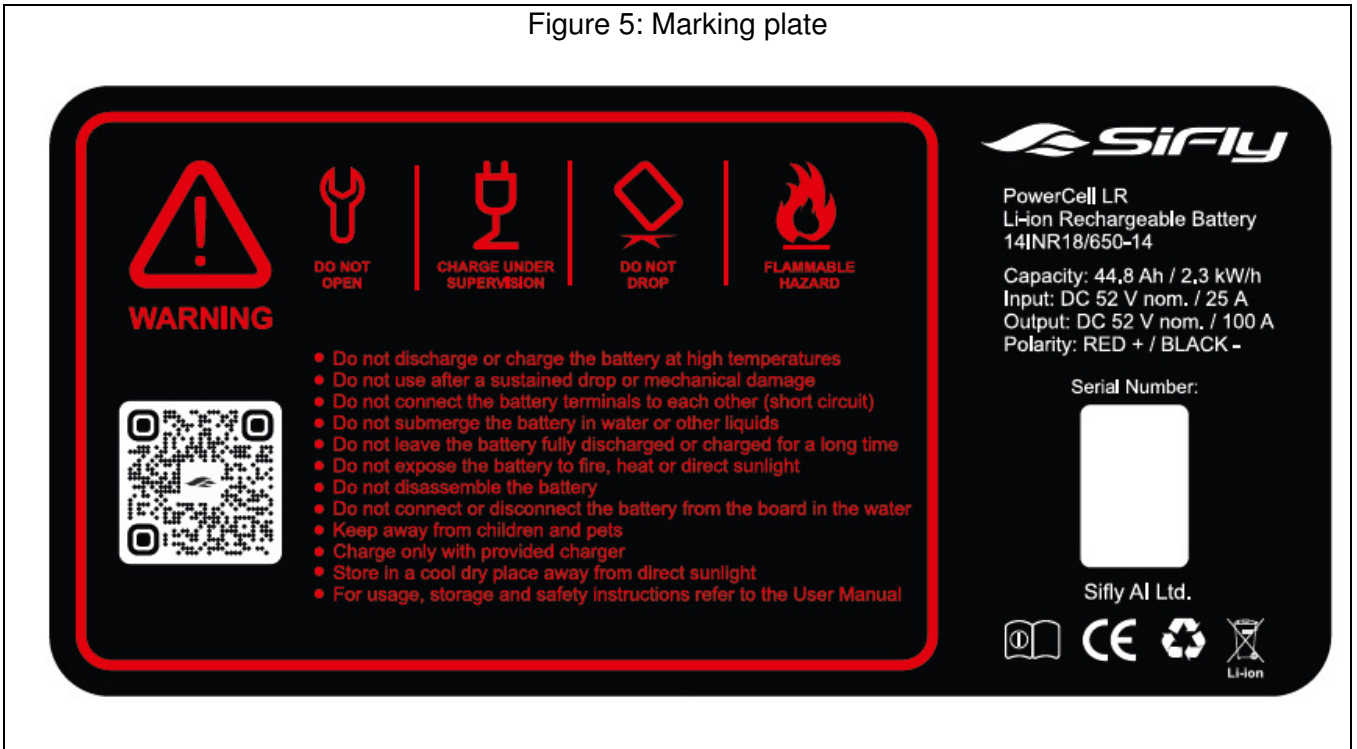 Figure 5: Marking plate
WARNING
DO NOT
OPEN
CHARGE UNDER
SUPERVISION
DO NOT
DROP
FLAMMABLE
HAZARD
• Do not discharge or charge the battery at high temperatures
• Do not use after a sustained drop or mechanical damage
• Do not connect the battery terminals to each other (short circuit)
• Do not submerge the battery in water or other liquids
• Do not leave the battery fully discharged or charged for a long time
• Do not expose the battery to fire, heat or direct sunlight
• Do not disassemble the battery
• Do not connect or disconnect the battery from the board in the water
• Keep away from children and pets
• Charge only with provided charger
• Store in a cool dry place away from direct sunlight
• For usage, storage and safety instructions refer to the User Manual
SiFly
PowerCell LR
Li-ion Rechargeable Battery
14INR18/650-14
Capacity: 44,8 Ah / 2,3 kW/h
Input: DC 52 V nom. / 25 A
Output: DC 52 V nom. / 100 A
Polarity: RED + / BLACK -
Serial Number:
Sifly AI Ltd.
CE
Li-ion